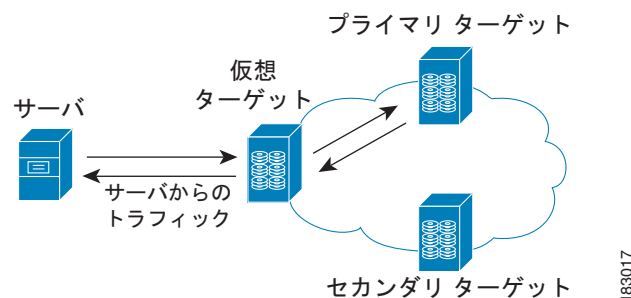 プライマリ ターゲット
仮想
ターゲット
サーバ
サーバからの
トラフィック
セカンダリ ターゲット
183017